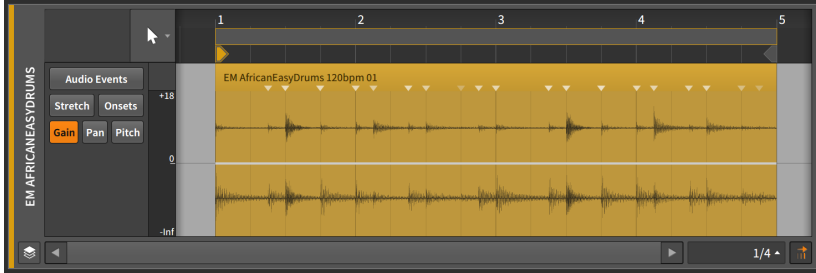 1 2 3 4 5
EM AFRICANEASYDRUMS
Audio Events
Stretch Onsets
Gain Pan Pitch
EM AfricanEasyDrums 120bpm 01
+18
0
-Inf
1/4